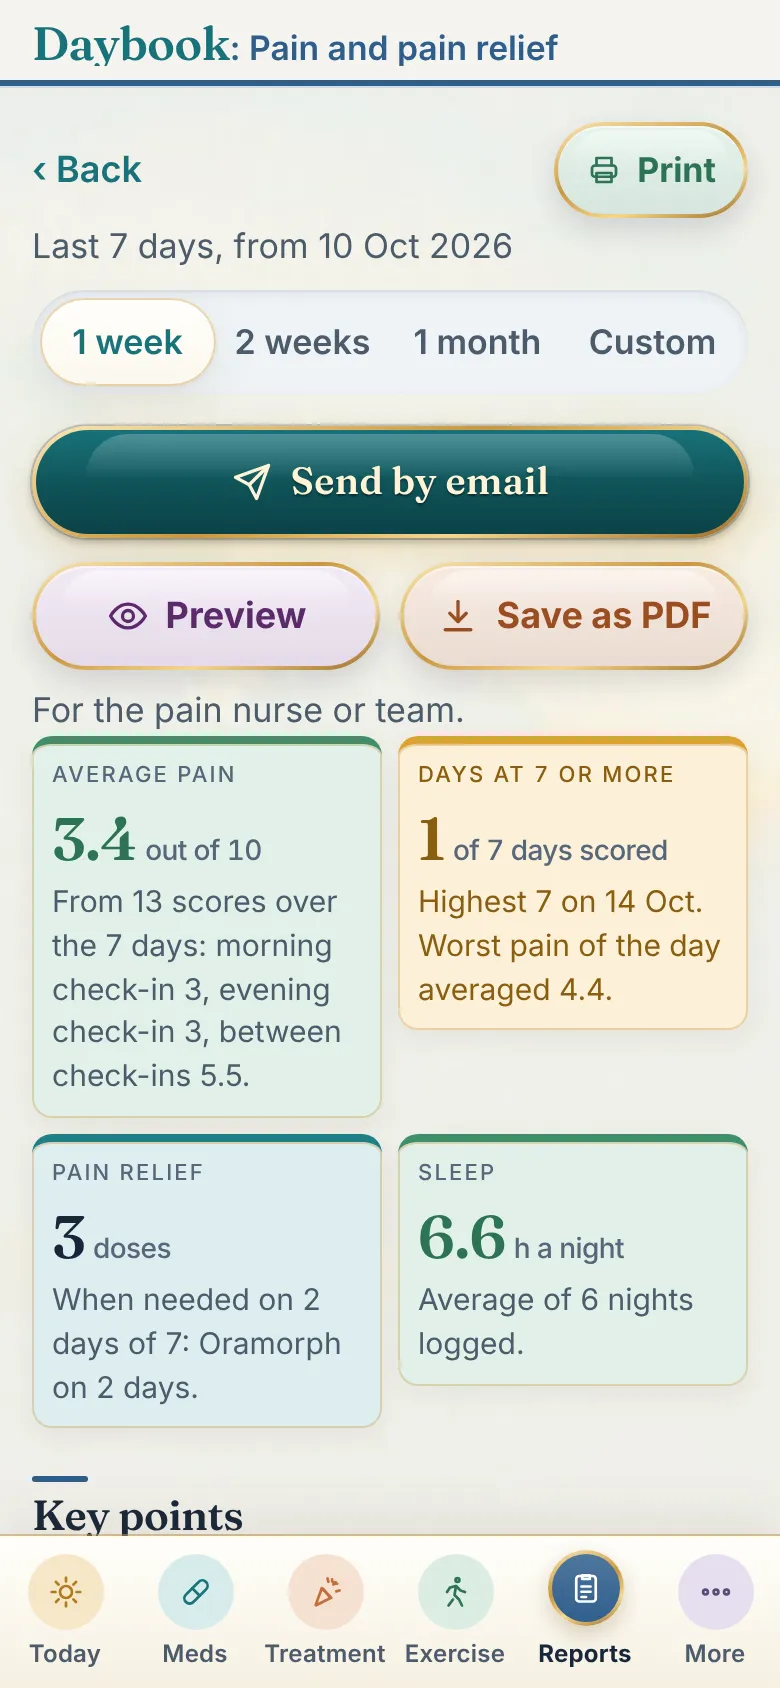 Daybook: Pain and pain relief
‹ Back
Print
Last 7 days, from 10 Oct 2026
1 week
2 weeks
1 month
Custom
Send by email
Preview
Save as PDF
For the pain nurse or team.
AVERAGE PAIN
3.4 out of 10
From 13 scores over
the 7 days: morning
check-in 3, evening
check-in 3, between
check-ins 5.5.
DAYS AT 7 OR MORE
1 of 7 days scored
Highest 7 on 14 Oct.
Worst pain of the day
averaged 4.4.
PAIN RELIEF
3 doses
When needed on 2
days of 7: Oramorph
on 2 days.
SLEEP
6.6 h a night
Average of 6 nights
logged.
Key points
Today
Meds
Treatment
Exercise
Reports
More